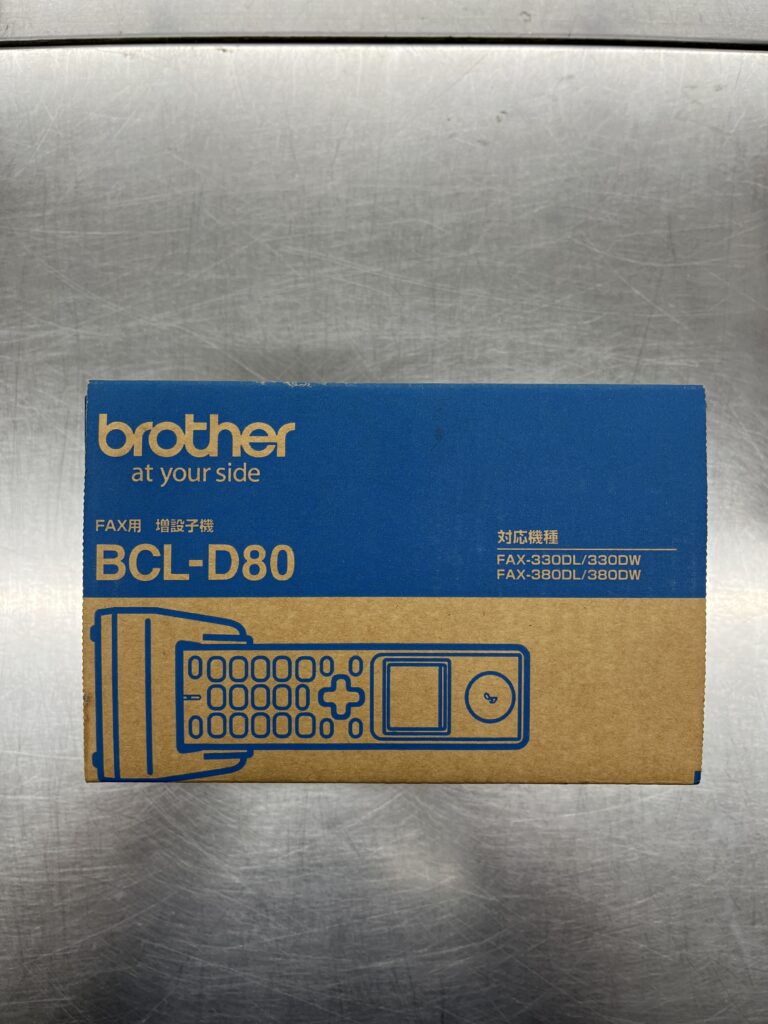 brother
at your side
FAX用 増設子機
BCL-D80
対応機種
FAX-330DL/330DW
FAX-380DL/380DW